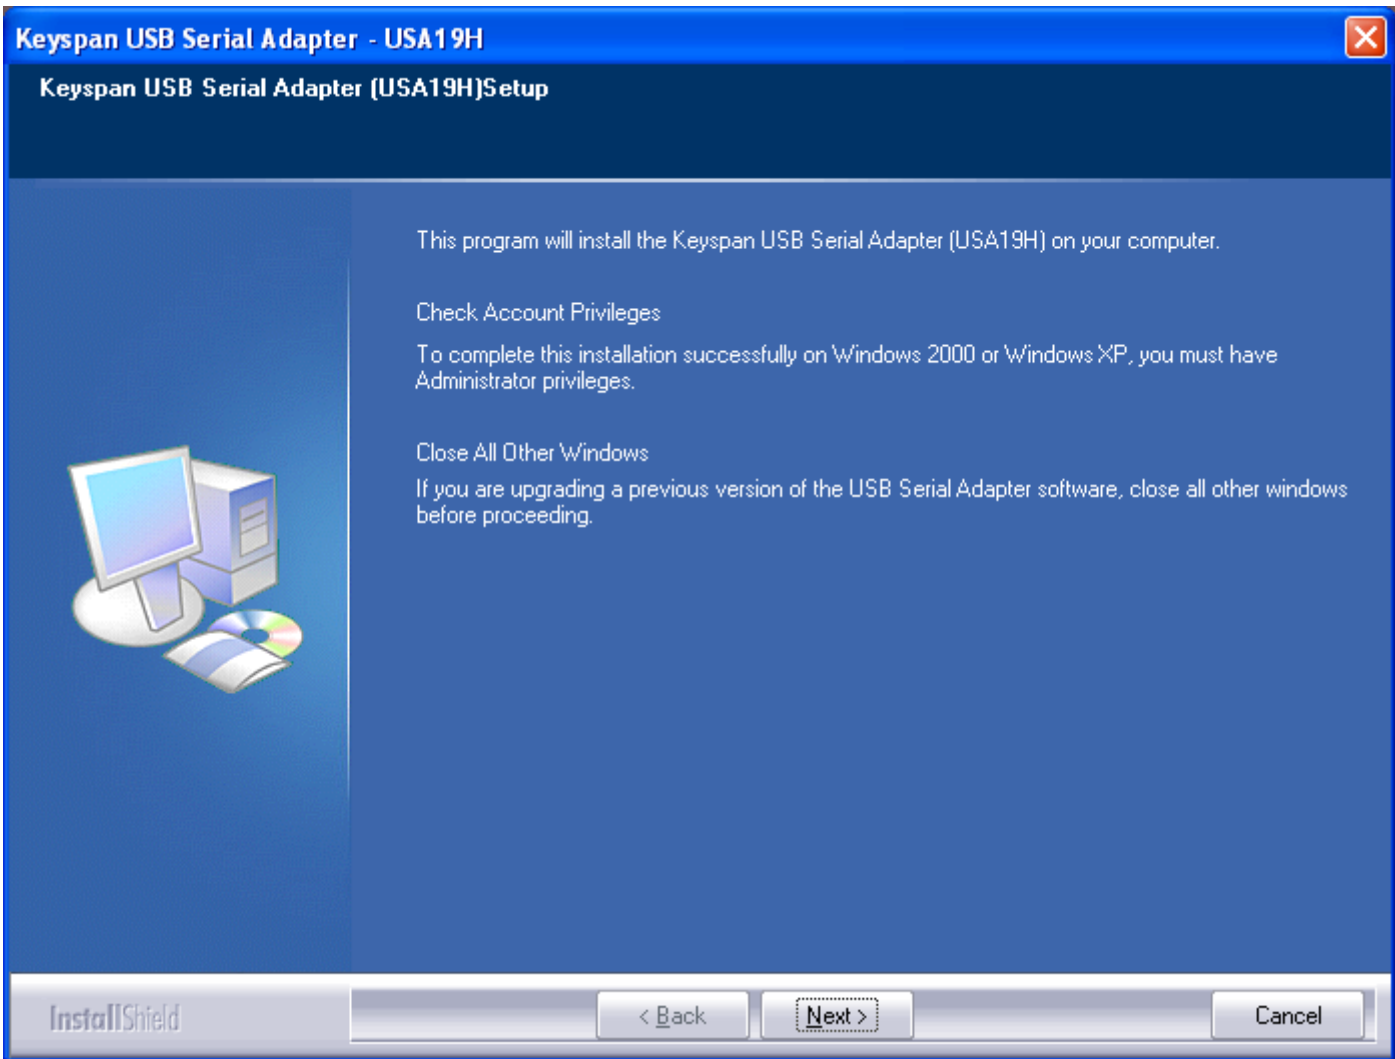 Keyspan USB Serial Adapter - USA19H
Keyspan USB Serial Adapter (USA19H)Setup
This program will install the Keyspan USB Serial Adapter (USA19H) on your computer.
Check Account Privileges
To complete this installation successfully on Windows 2000 or Windows XP, you must have
Administrator privileges.
Close All Other Windows
If you are upgrading a previous version of the USB Serial Adapter software, close all other windows
before proceeding.
InstallShield
< Back
Next >
Cancel